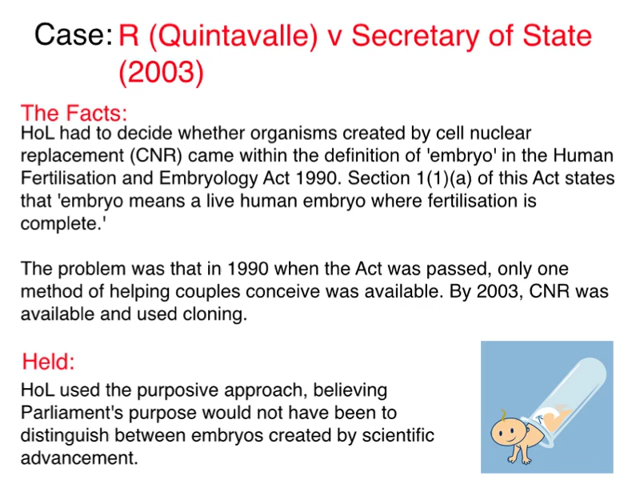 Case: R (Quintavalle) v Secretary of State
(2003)
The Facts:
HoL had to decide whether organisms created by cell nuclear
replacement (CNR) came within the definition of 'embryo' in the Human
Fertilisation and Embryology Act 1990. Section 1(1)(a) of this Act states
that 'embryo means a live human embryo where fertilisation is
complete.'
The problem was that in 1990 when the Act was passed, only one
method of helping couples conceive was available. By 2003, CNR was
available and used cloning.
Held:
HoL used the purposive approach, believing
Parliament's purpose would not have been to
distinguish between embryos created by scientific
advancement.